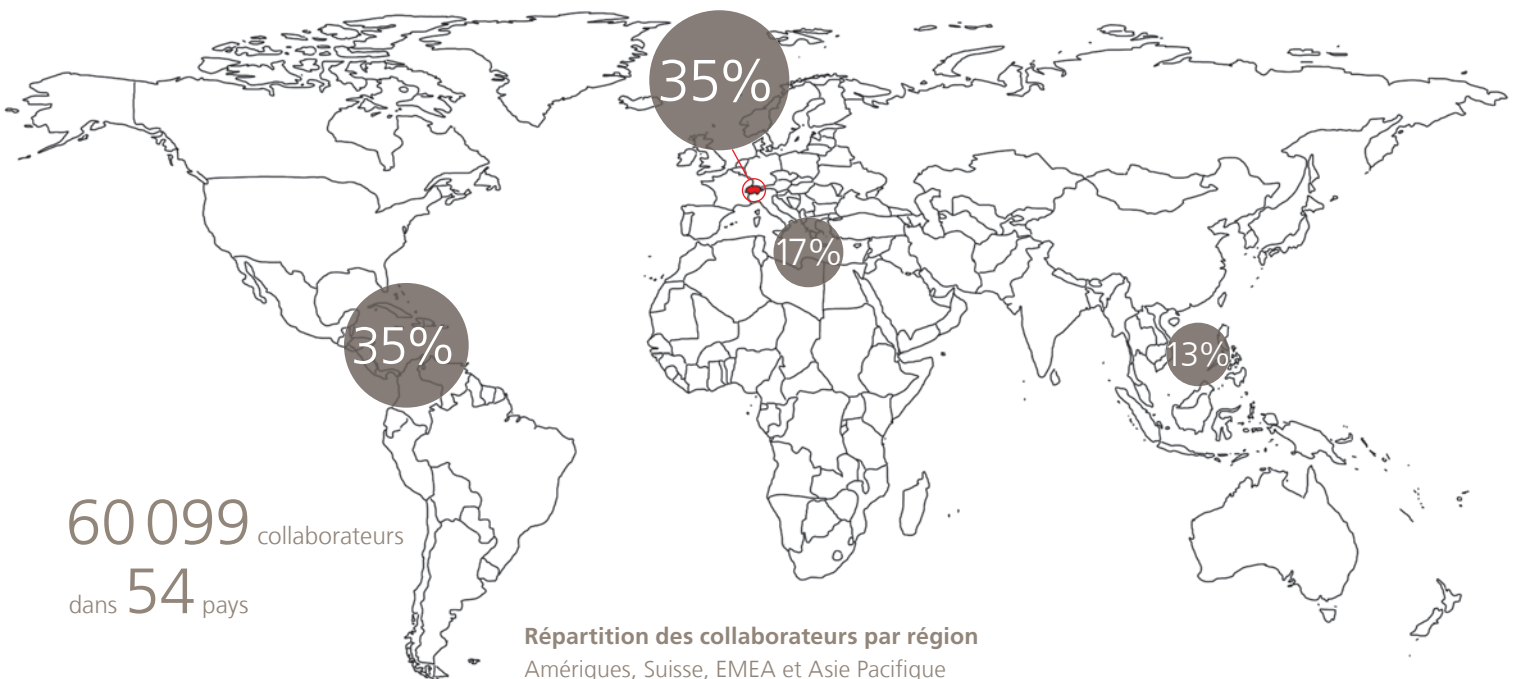 35%
17%
35%
13%
60 099 collaborateurs
dans 54 pays
Répartition des collaborateurs par région
Amériques, Suisse, EMEA et Asie Pacifique